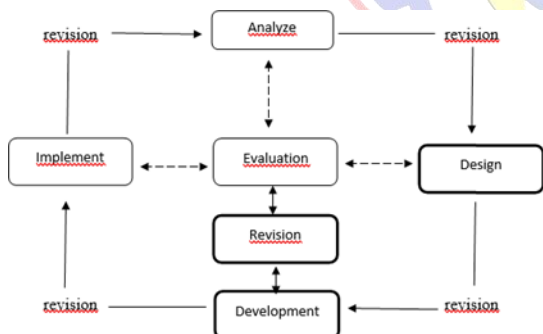 Analyze
revision
revision
Implement
Evaluation
Design
Revision
revision
Development
revision